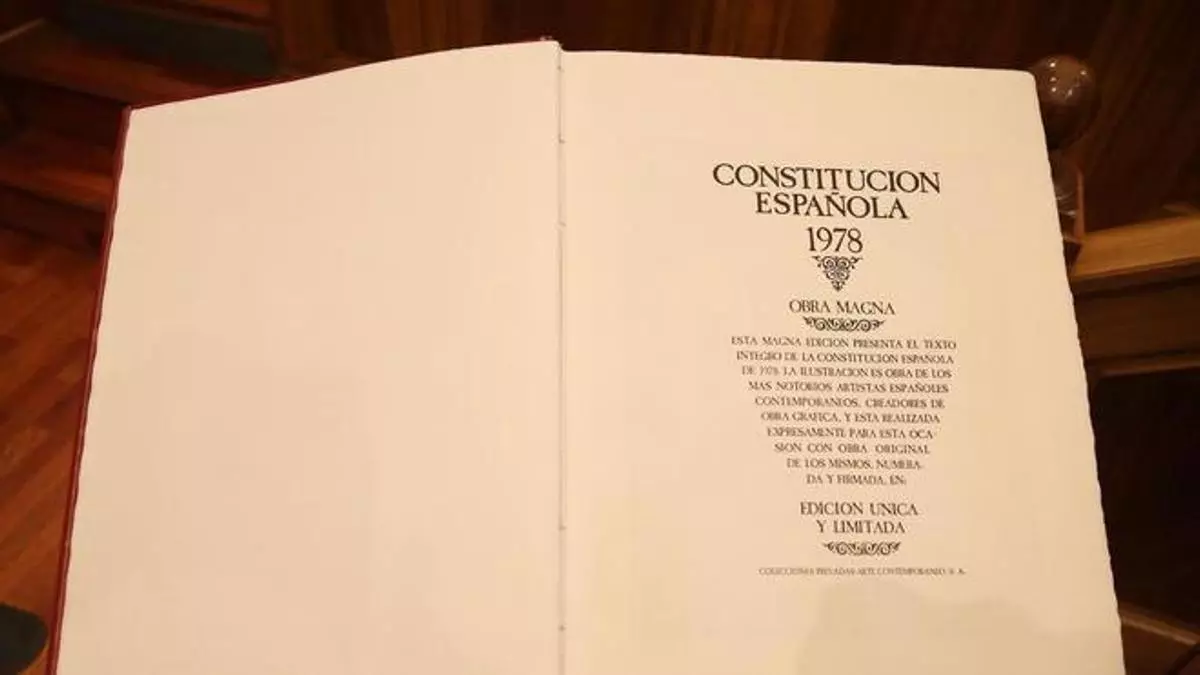 CONSTITUCION
ESPAÑOLA
1978
OBRA MAGNA
ESTA MAGNA EDICION PRESENTA EL TEXTO
INTEGRO DE LA CONSTITUCION ESPAÑOLA
DE 1978. LA ILUSTRACION ES OBRA DE LOS
MAS NOTORIOS ARTISTAS ESPAÑOLES
CONTEMPORANEOS, CREADORES DE
OBRA GRAFICA, Y ESTA REALIZADA
EXPRESAMENTE PARA ESTA OCA-
SION CON OBRA ORIGINAL
DE LOS MISMOS, NUMERA-
DA Y FIRMADA, EN:
EDICION UNICA
Y LIMITADA
COLECCIONES PRIVADAS ARTE CONTEMPORANEO, S. A.